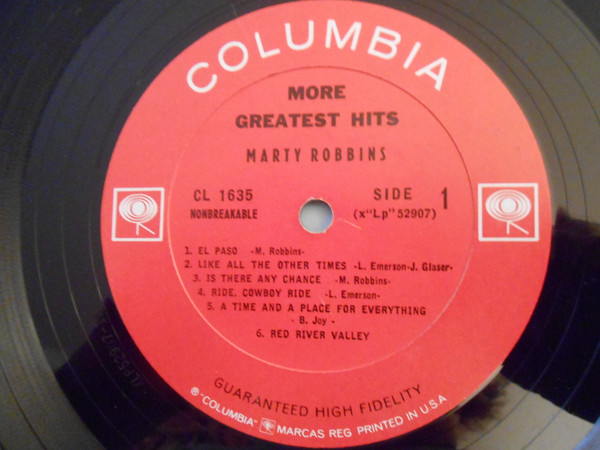 COLUMBIA
MORE
GREATEST HITS
MARTY ROBBINS
CL 1635
NONBREAKABLE
SIDE 1
(x"Lp" 52907)
1. EL PASO -M. Robbins-
2. LIKE ALL THE OTHER TIMES -L. Emerson-J. Glaser-
3. IS THERE ANY CHANCE -M. Robbins-
4. RIDE, COWBOY RIDE -L. Emerson-
5. A TIME AND A PLACE FOR EVERYTHING
- B. Joy -
6. RED RIVER VALLEY
GUARANTEED HIGH FIDELITY
® "COLUMBIA" MARCAS REG. PRINTED IN U.S.A